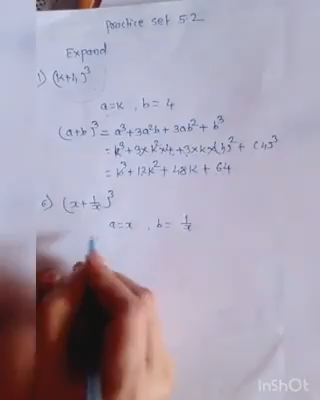 Practice set 5.2
Expand
1) (k+4)³
a=k, b= 4
(a+b)³ = a³+3a²b+3ab²+b³
= k³+3×k²×4+3×k×(4)²+(4)³
= k³+12k²+48k+64
(x+1/x)³
a=x, b= 1/x
InShOt